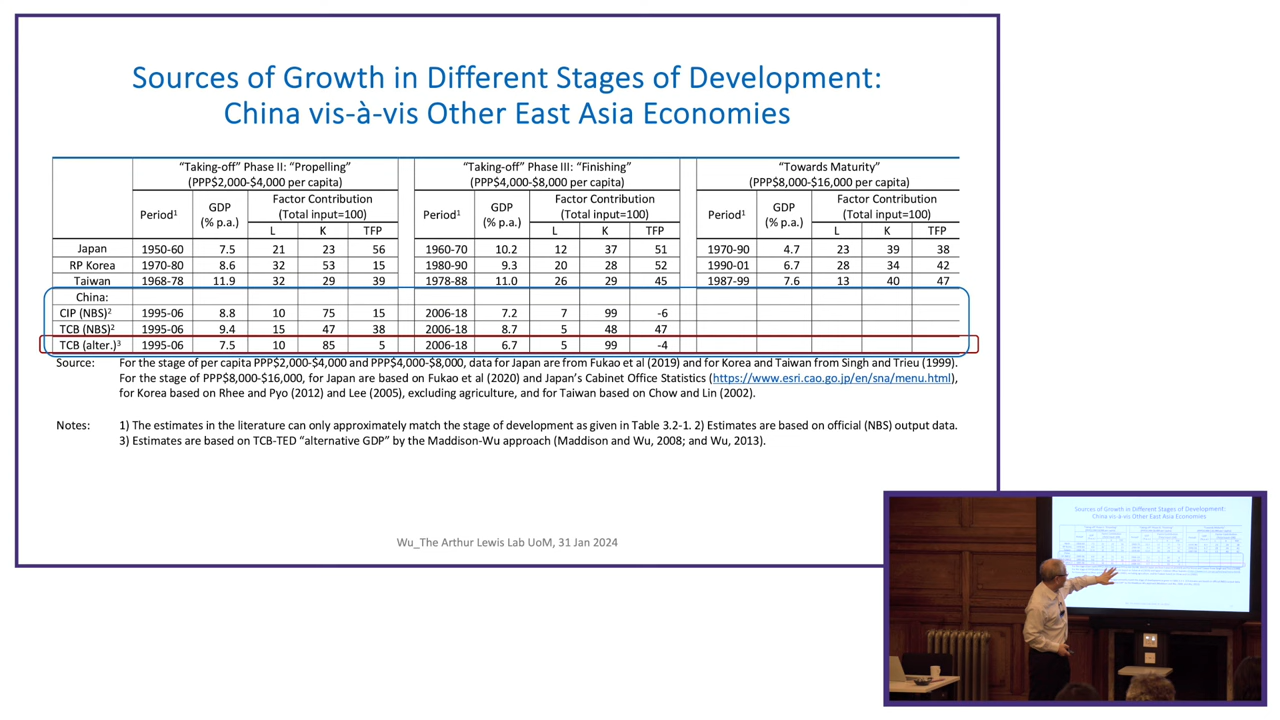 Sources of Growth in Different Stages of Development:
China vis-à-vis Other East Asia Economies
"Taking-off" Phase II: "Propelling" "Taking-off" Phase III: "Finishing" "Towards Maturity"
(PPP$2,000-$4,000 per capita) (PPP$4,000-$8,000 per capita) (PPP$8,000-$16,000 per capita)
Period¹ GDP (% p.a.) Factor Contribution (Total input=100) Period¹ GDP (% p.a.) Factor Contribution (Total input=100) Period¹ GDP (% p.a.) Factor Contribution (Total input=100)
L K TFP L K TFP L K TFP
Japan 1950-60 7.5 21 23 56 1960-70 10.2 12 37 51 1970-90 4.7 23 39 38
RP Korea 1970-80 8.6 32 53 15 1980-90 9.3 20 28 52 1990-01 6.7 28 34 42
Taiwan 1968-78 11.9 32 29 39 1978-88 11.0 26 29 45 1987-99 7.6 13 40 47
China:
CIP (NBS)² 1995-06 8.8 10 75 15 2006-18 7.2 7 99 -6
TCB (NBS)² 1995-06 9.4 15 47 38 2006-18 8.7 5 48 47
TCB (alter.)³ 1995-06 7.5 10 85 5 2006-18 6.7 5 99 -4
Source: For the stage of per capita PPP$2,000-$4,000 and PPP$4,000-$8,000, data for Japan are from Fukao et al (2019) and for Korea and Taiwan from Singh and Trieu (1999).
For the stage of PPP$8,000-$16,000, for Japan are based on Fukao et al (2020) and Japan's Cabinet Office Statistics (https://www.esri.cao.go.jp/en/sna/menu.html),
for Korea based on Rhee and Pyo (2012) and Lee (2005), excluding agriculture, and for Taiwan based on Chow and Lin (2002).
Notes: 1) The estimates in the literature can only approximately match the stage of development as given in Table 3.2-1. 2) Estimates are based on official (NBS) output data.
3) Estimates are based on TCB-TED "alternative GDP" by the Maddison-Wu approach (Maddison and Wu, 2008; and Wu, 2013).
Wu_The Arthur Lewis Lab UoM, 31 Jan 2024
Sources of Growth in Different Stages of Development:
China vis-à-vis Other East Asia Economies